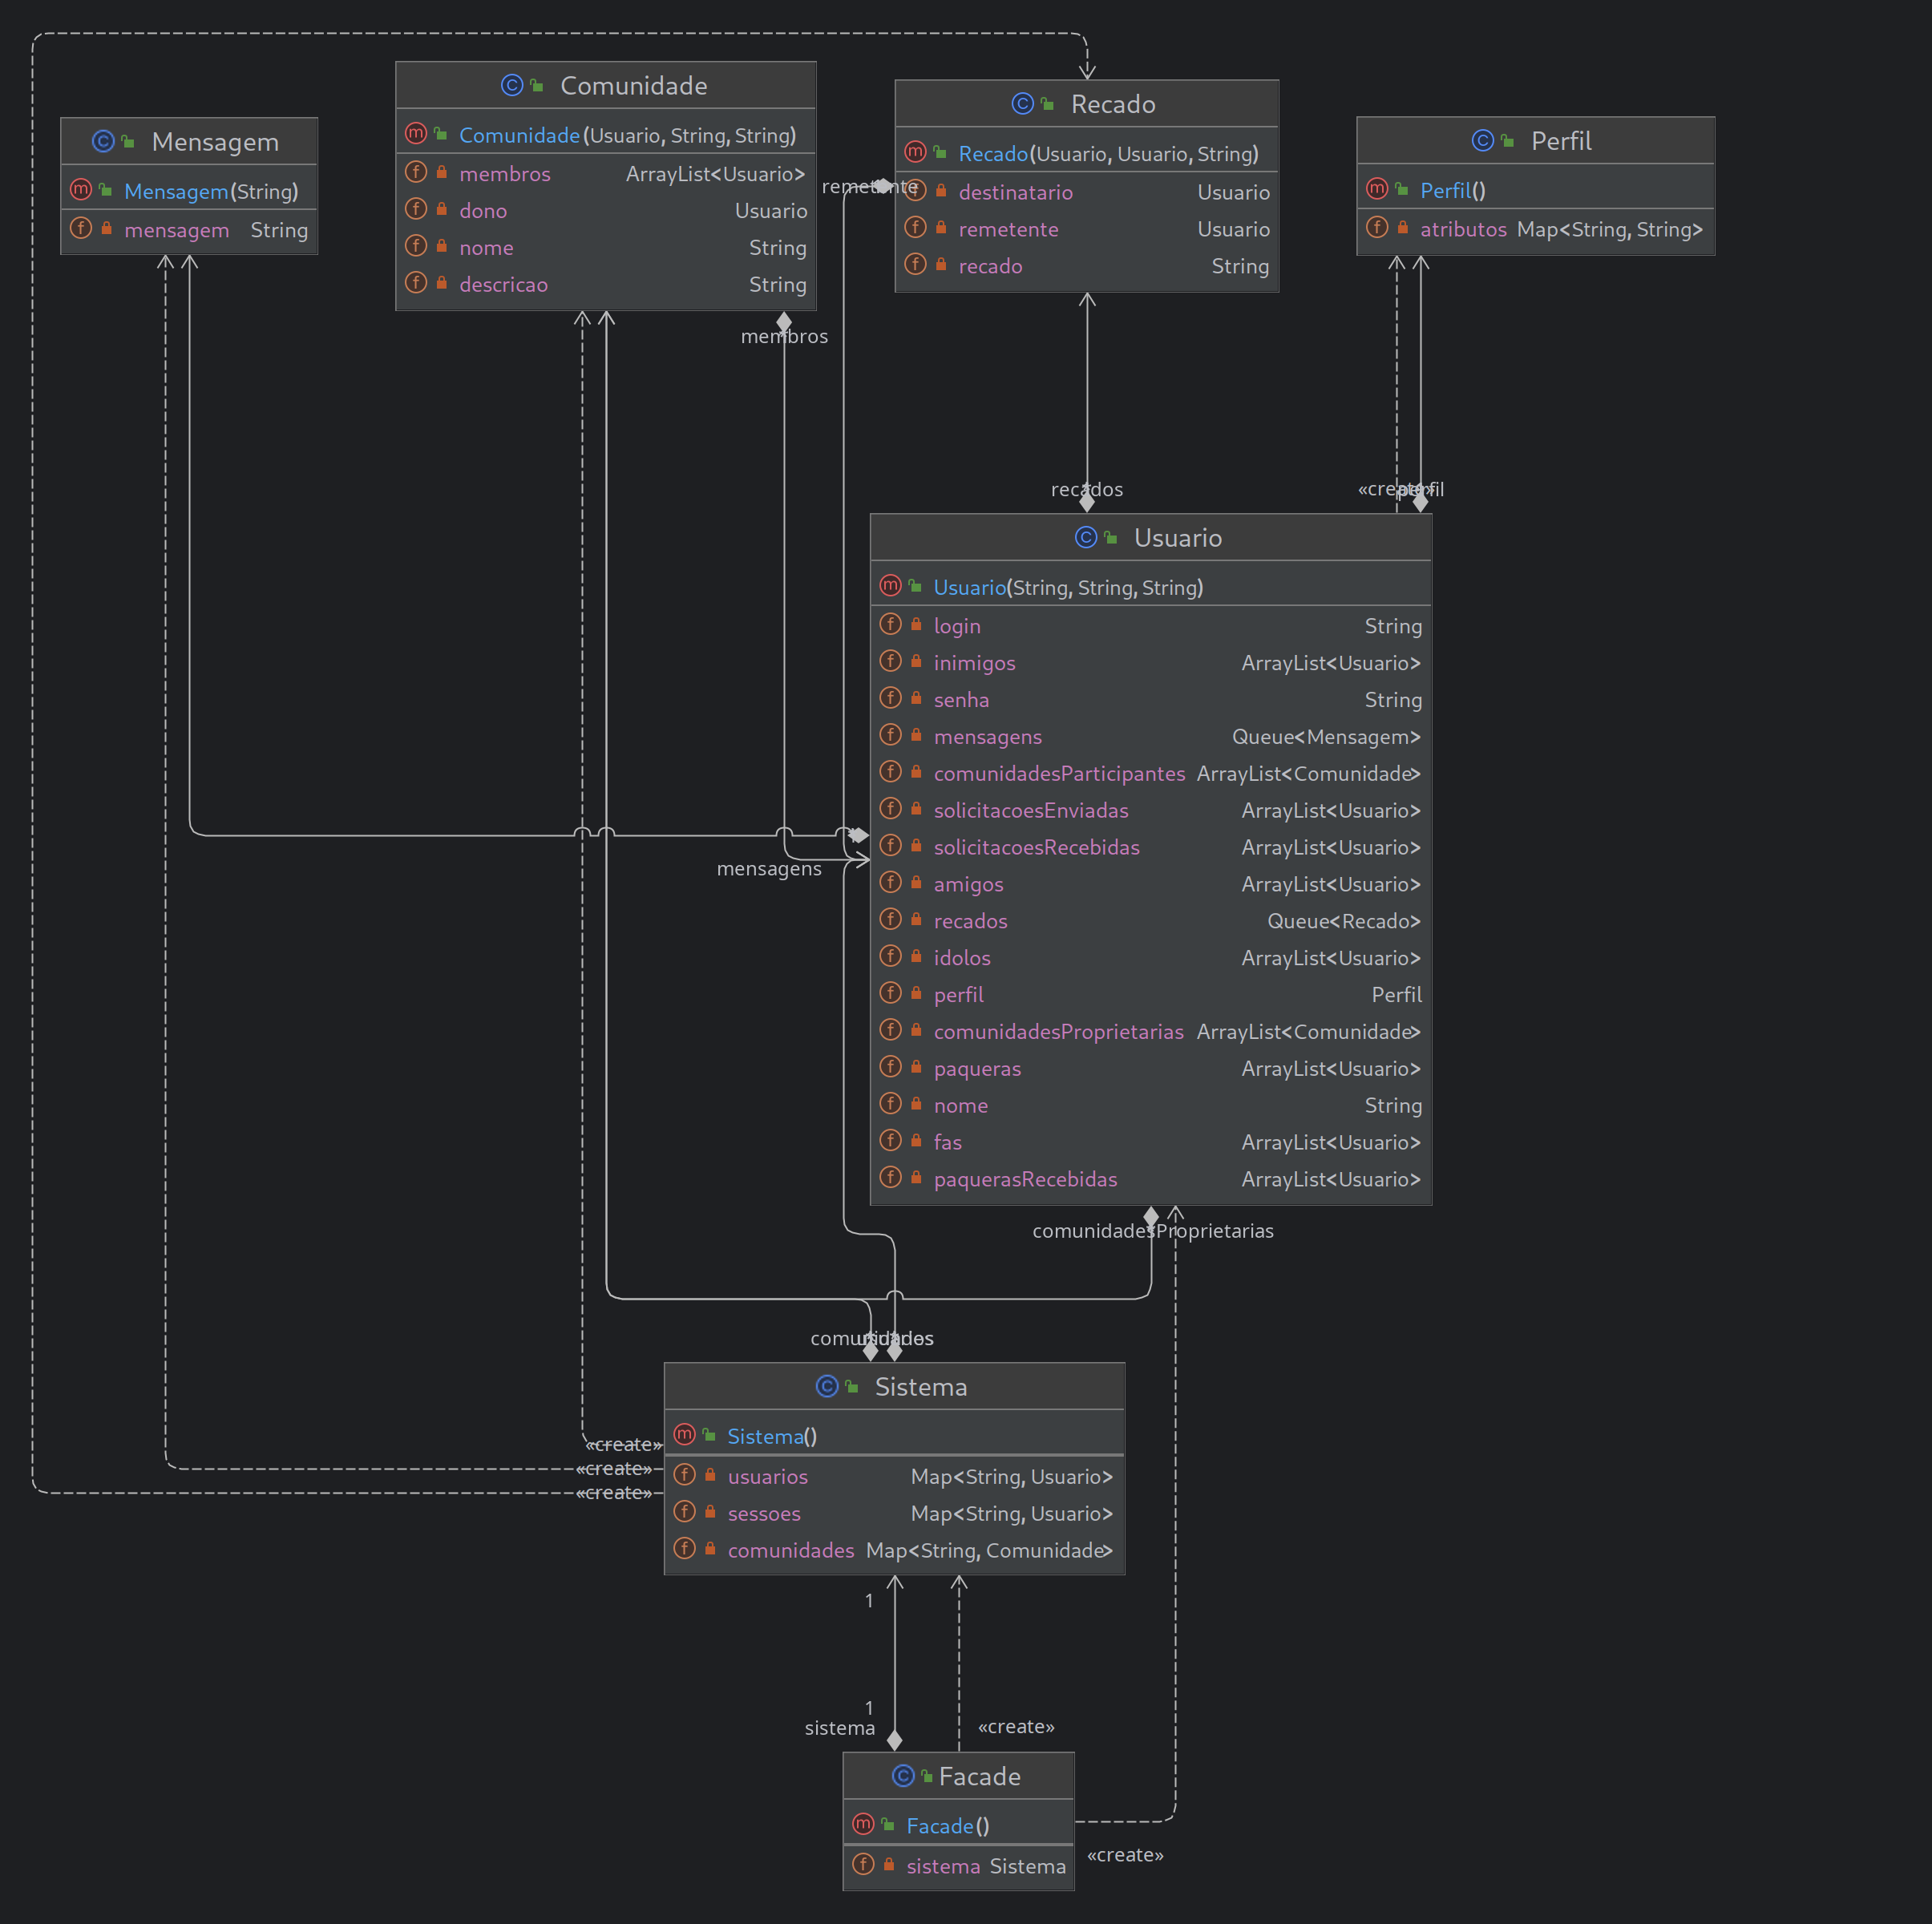 Comunidade
Comunidade(Usuario, String, String)
membros ArrayList<Usuario>
dono Usuario
nome String
descricao String
membros
Recado
Recado(Usuario, Usuario, String)
destinatario Usuario
remetente Usuario
recado String
remetente
Mensagem
Mensagem(String)
mensagem String
Perfil
Perfil()
atributos Map<String, String>
recados
«create»
perfil
Usuario
Usuario(String, String, String)
login String
inimigos ArrayList<Usuario>
senha String
mensagens Queue<Mensagem>
comunidadesParticipantes ArrayList<Comunidade>
solicitacoesEnviadas ArrayList<Usuario>
solicitacoesRecebidas ArrayList<Usuario>
amigos ArrayList<Usuario>
recados Queue<Recado>
idolos ArrayList<Usuario>
perfil Perfil
comunidadesProprietarias ArrayList<Comunidade>
paqueras ArrayList<Usuario>
nome String
fas ArrayList<Usuario>
paquerasRecebidas ArrayList<Usuario>
mensagens
comunidadesProprietarias
comunidades
usuarios
Sistema
Sistema()
usuarios Map<String, Usuario>
sessoes Map<String, Usuario>
comunidades Map<String, Comunidade>
«create»
«create»
«create»
1
1
sistema
«create»
Facade
Facade()
sistema Sistema
«create»